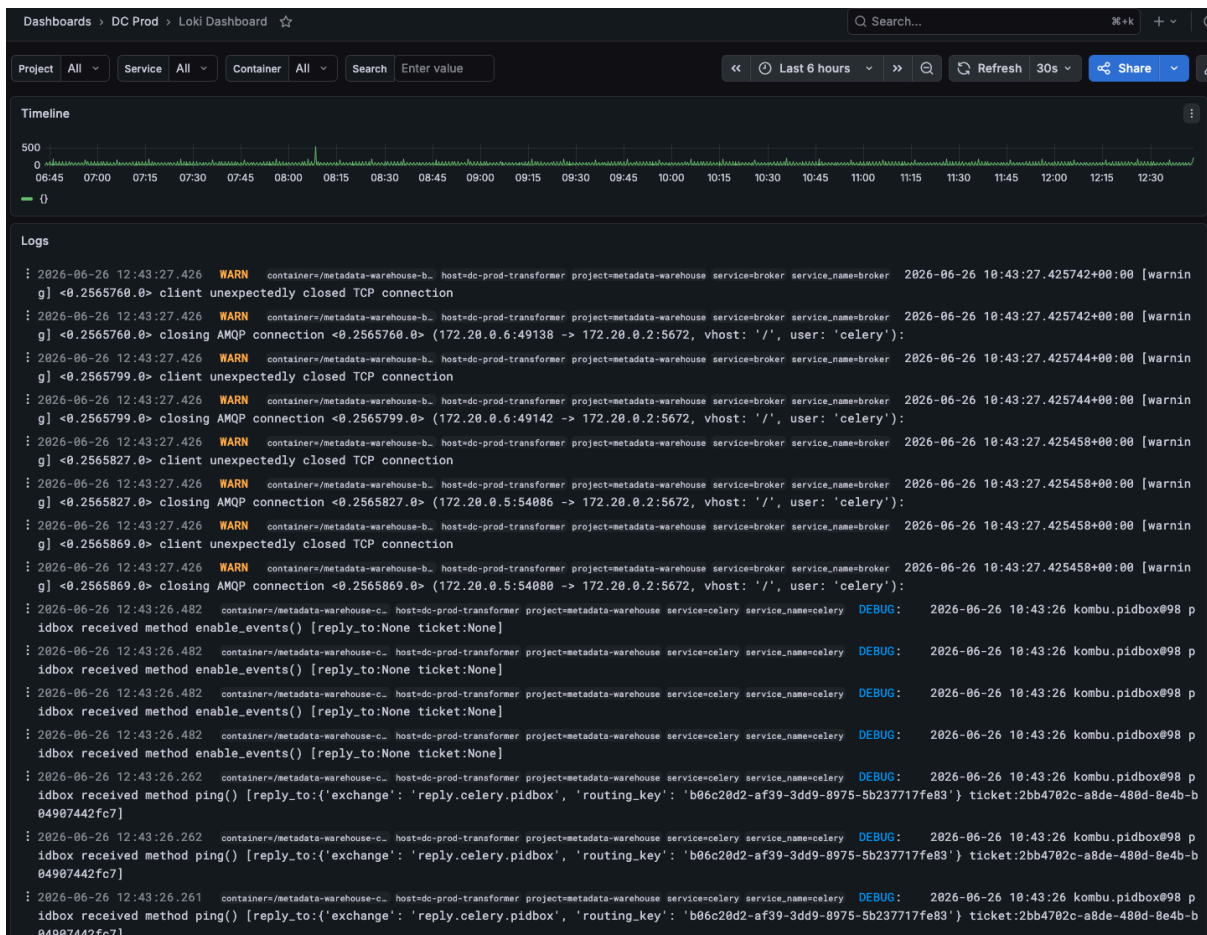 Dashboards › DC Prod › Loki Dashboard
Search... ⌘+k
Project All Service All Container All Search Enter value Last 6 hours Refresh 30s Share
Timeline
500
0
06:45 07:00 07:15 07:30 07:45 08:00 08:15 08:30 08:45 09:00 09:15 09:30 09:45 10:00 10:15 10:30 10:45 11:00 11:15 11:30 11:45 12:00 12:15 12:30
{}
Logs
2026-06-26 12:43:27.426 WARN container=/metadata-warehouse-b… host=dc-prod-transformer project=metadata-warehouse service=broker service_name=broker 2026-06-26 10:43:27.425742+00:00 [warnin
g] <0.2565760.0> client unexpectedly closed TCP connection
2026-06-26 12:43:27.426 WARN container=/metadata-warehouse-b… host=dc-prod-transformer project=metadata-warehouse service=broker service_name=broker 2026-06-26 10:43:27.425742+00:00 [warnin
g] <0.2565760.0> closing AMQP connection <0.2565760.0> (172.20.0.6:49138 -> 172.20.0.2:5672, vhost: '/', user: 'celery'):
2026-06-26 12:43:27.426 WARN container=/metadata-warehouse-b… host=dc-prod-transformer project=metadata-warehouse service=broker service_name=broker 2026-06-26 10:43:27.425744+00:00 [warnin
g] <0.2565799.0> client unexpectedly closed TCP connection
2026-06-26 12:43:27.426 WARN container=/metadata-warehouse-b… host=dc-prod-transformer project=metadata-warehouse service=broker service_name=broker 2026-06-26 10:43:27.425744+00:00 [warnin
g] <0.2565799.0> closing AMQP connection <0.2565799.0> (172.20.0.6:49142 -> 172.20.0.2:5672, vhost: '/', user: 'celery'):
2026-06-26 12:43:27.426 WARN container=/metadata-warehouse-b… host=dc-prod-transformer project=metadata-warehouse service=broker service_name=broker 2026-06-26 10:43:27.425458+00:00 [warnin
g] <0.2565827.0> client unexpectedly closed TCP connection
2026-06-26 12:43:27.426 WARN container=/metadata-warehouse-b… host=dc-prod-transformer project=metadata-warehouse service=broker service_name=broker 2026-06-26 10:43:27.425458+00:00 [warnin
g] <0.2565827.0> closing AMQP connection <0.2565827.0> (172.20.0.5:54086 -> 172.20.0.2:5672, vhost: '/', user: 'celery'):
2026-06-26 12:43:27.426 WARN container=/metadata-warehouse-b… host=dc-prod-transformer project=metadata-warehouse service=broker service_name=broker 2026-06-26 10:43:27.425458+00:00 [warnin
g] <0.2565869.0> client unexpectedly closed TCP connection
2026-06-26 12:43:27.426 WARN container=/metadata-warehouse-b… host=dc-prod-transformer project=metadata-warehouse service=broker service_name=broker 2026-06-26 10:43:27.425458+00:00 [warnin
g] <0.2565869.0> closing AMQP connection <0.2565869.0> (172.20.0.5:54080 -> 172.20.0.2:5672, vhost: '/', user: 'celery'):
2026-06-26 12:43:26.482 container=/metadata-warehouse-c… host=dc-prod-transformer project=metadata-warehouse service=celery service_name=celery DEBUG: 2026-06-26 10:43:26 kombu.pidbox@98 p
idbox received method enable_events() [reply_to:None ticket:None]
2026-06-26 12:43:26.482 container=/metadata-warehouse-c… host=dc-prod-transformer project=metadata-warehouse service=celery service_name=celery DEBUG: 2026-06-26 10:43:26 kombu.pidbox@98 p
idbox received method enable_events() [reply_to:None ticket:None]
2026-06-26 12:43:26.482 container=/metadata-warehouse-c… host=dc-prod-transformer project=metadata-warehouse service=celery service_name=celery DEBUG: 2026-06-26 10:43:26 kombu.pidbox@98 p
idbox received method enable_events() [reply_to:None ticket:None]
2026-06-26 12:43:26.482 container=/metadata-warehouse-c… host=dc-prod-transformer project=metadata-warehouse service=celery service_name=celery DEBUG: 2026-06-26 10:43:26 kombu.pidbox@98 p
idbox received method enable_events() [reply_to:None ticket:None]
2026-06-26 12:43:26.262 container=/metadata-warehouse-c… host=dc-prod-transformer project=metadata-warehouse service=celery service_name=celery DEBUG: 2026-06-26 10:43:26 kombu.pidbox@98 p
idbox received method ping() [reply_to:{'exchange': 'reply.celery.pidbox', 'routing_key': 'b06c20d2-af39-3dd9-8975-5b237717fe83'} ticket:2bb4702c-a8de-480d-8e4b-b
04907442fc7]
2026-06-26 12:43:26.262 container=/metadata-warehouse-c… host=dc-prod-transformer project=metadata-warehouse service=celery service_name=celery DEBUG: 2026-06-26 10:43:26 kombu.pidbox@98 p
idbox received method ping() [reply_to:{'exchange': 'reply.celery.pidbox', 'routing_key': 'b06c20d2-af39-3dd9-8975-5b237717fe83'} ticket:2bb4702c-a8de-480d-8e4b-b
04907442fc7]
2026-06-26 12:43:26.261 container=/metadata-warehouse-c… host=dc-prod-transformer project=metadata-warehouse service=celery service_name=celery DEBUG: 2026-06-26 10:43:26 kombu.pidbox@98 p
idbox received method ping() [reply_to:{'exchange': 'reply.celery.pidbox', 'routing_key': 'b06c20d2-af39-3dd9-8975-5b237717fe83'} ticket:2bb4702c-a8de-480d-8e4b-b
04907442fc7]